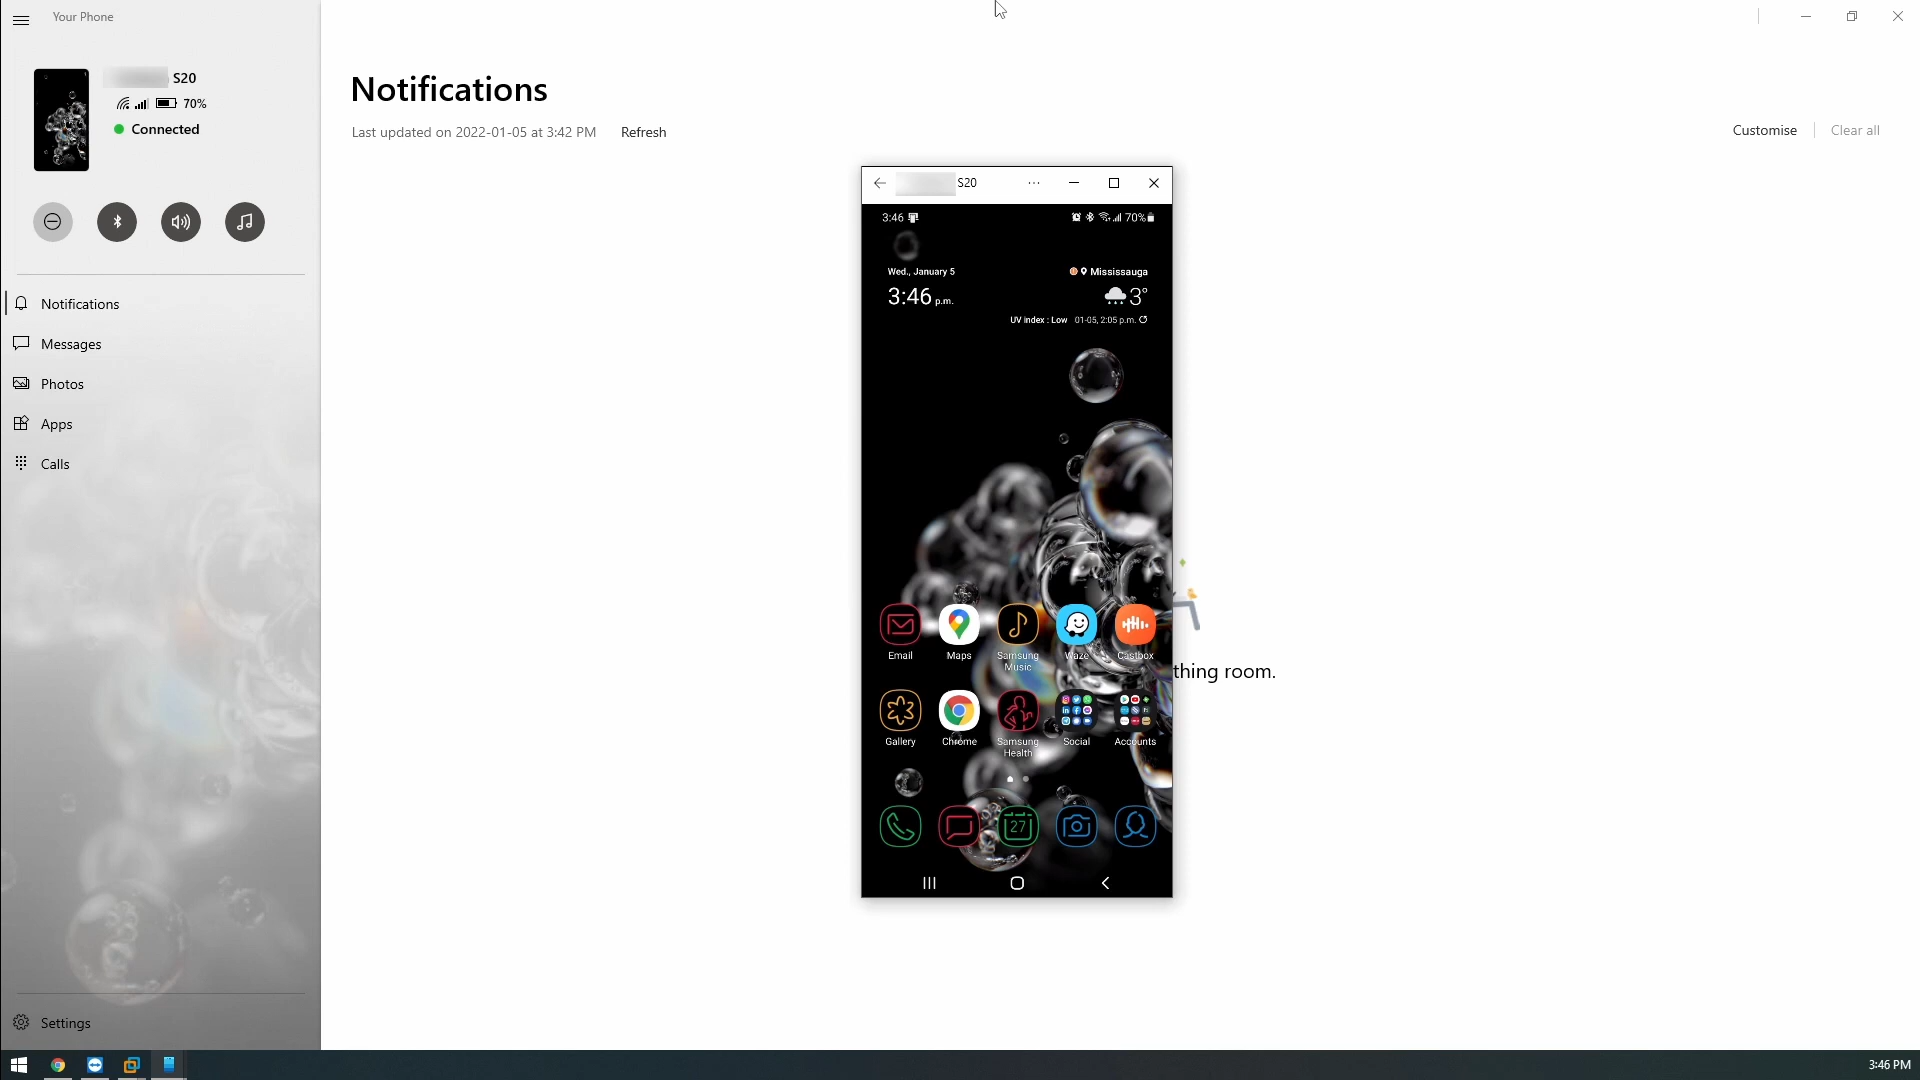 Your Phone
S20
70%
Connected
Notifications
Messages
Photos
Apps
Calls
Settings
Notifications
Last updated on 2022-01-05 at 3:42 PM
Refresh
Customise
Clear all
S20
3:46
70%
Wed., January 5
Mississauga
3:46 p.m.
3°
UV index : Low 01-05, 2:05 p.m.
Email
Maps
Samsung Music
Waze
Castbox
Gallery
Chrome
Samsung Health
Social
Accounts
27
thing room.
3:46 PM